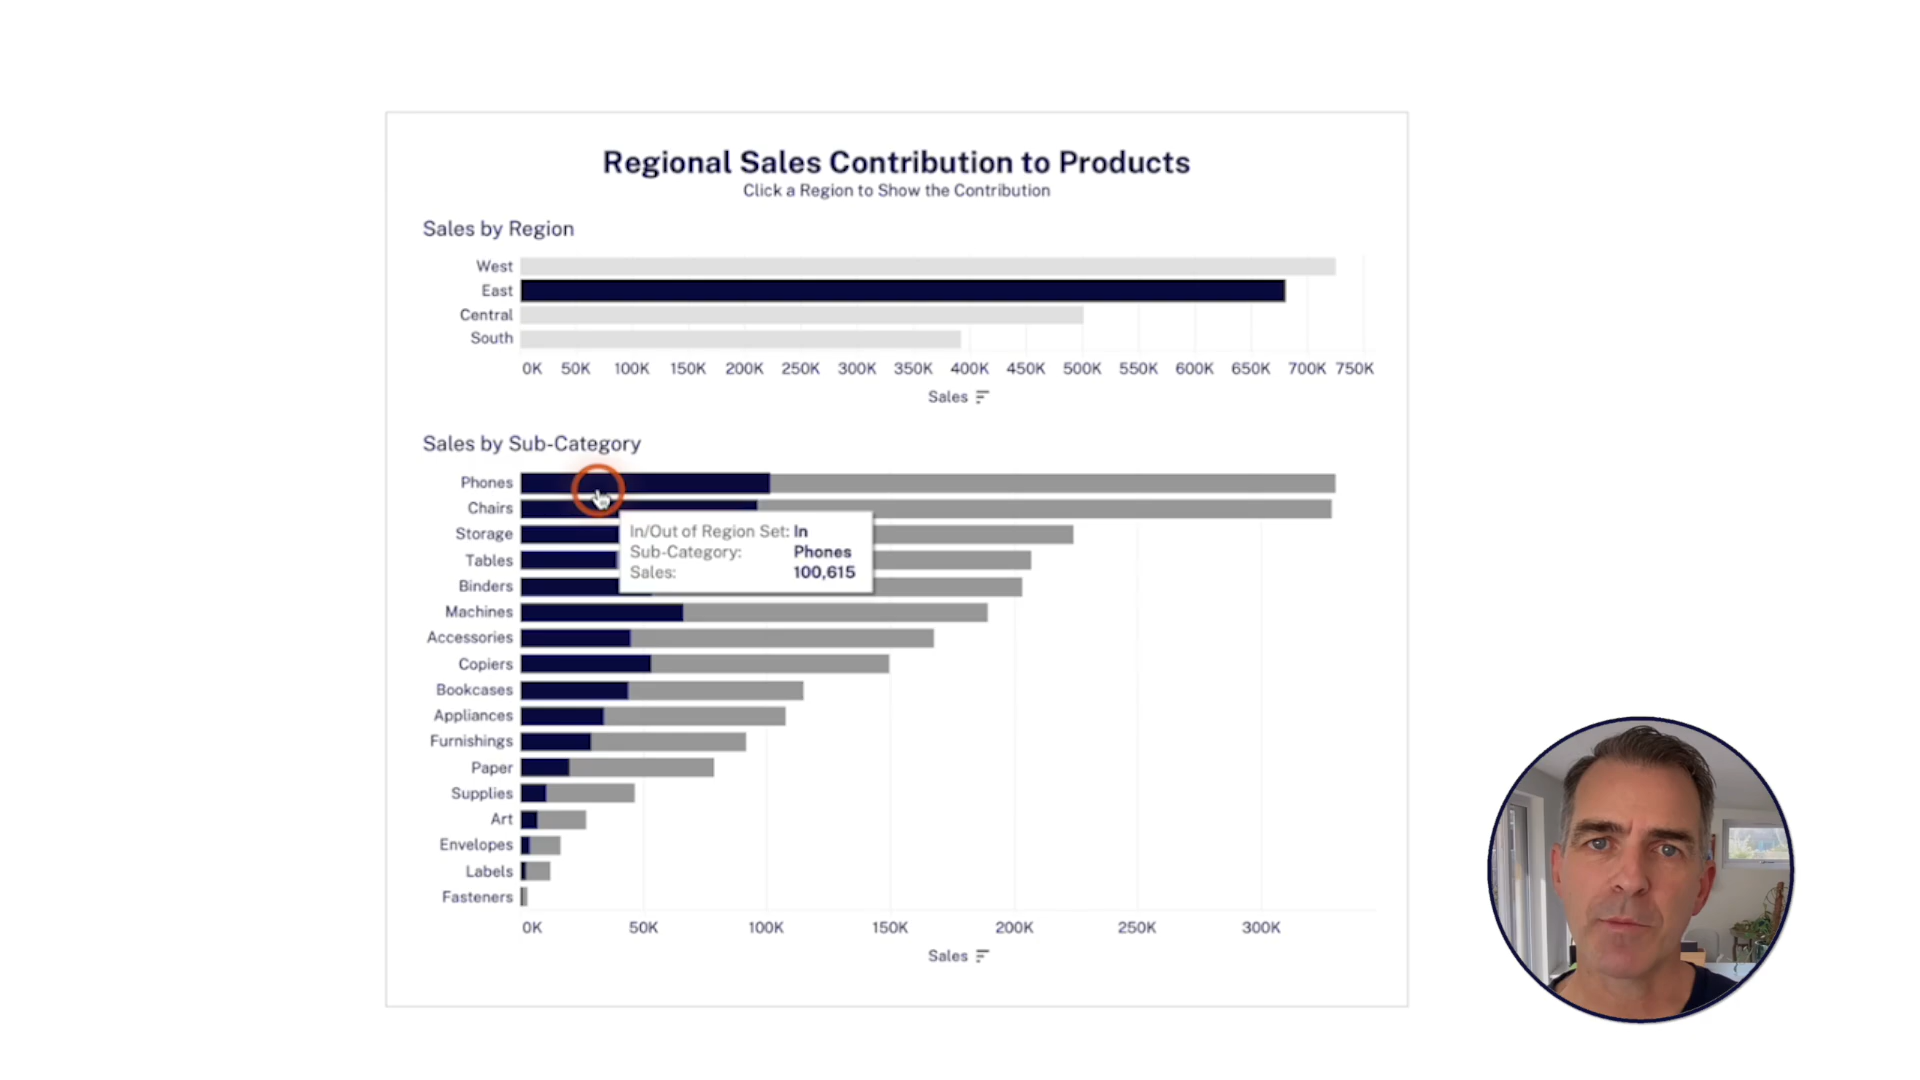 Regional Sales Contribution to Products
Click a Region to Show the Contribution
Sales by Region
West
East
Central
South
0K 50K 100K 150K 200K 250K 300K 350K 400K 450K 500K 550K 600K 650K 700K 750K
Sales
Sales by Sub-Category
Phones
Chairs
Storage
Tables
Binders
Machines
Accessories
Copiers
Bookcases
Appliances
Furnishings
Paper
Supplies
Art
Envelopes
Labels
Fasteners
In/Out of Region Set: In
Sub-Category: Phones
Sales: 100,615
0K 50K 100K 150K 200K 250K 300K
Sales